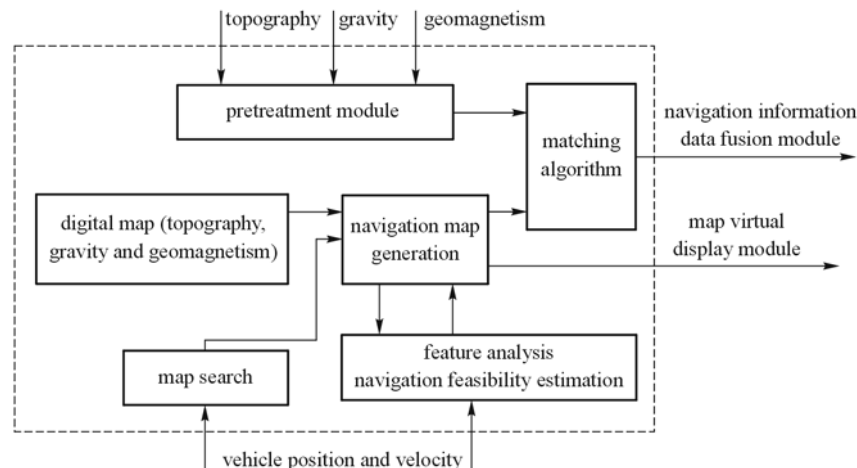 topography gravity geomagnetism
pretreatment module
matching
algorithm
navigation information
data fusion module
digital map (topography,
gravity and geomagnetism)
navigation map
generation
map virtual
display module
map search
feature analysis
navigation feasibility estimation
vehicle position and velocity